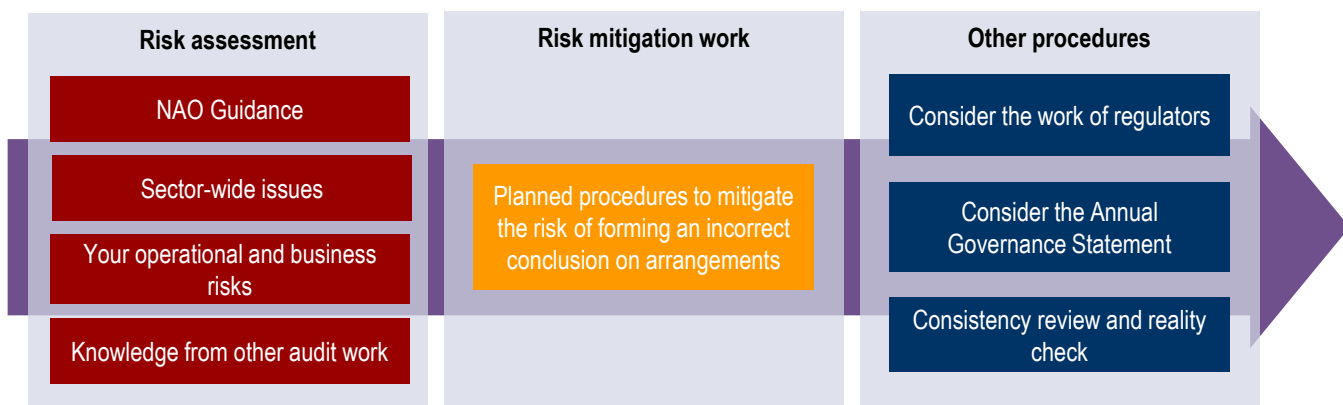 Risk assessment
NAO Guidance
Sector-wide issues
Your operational and business
risks
Knowledge from other audit work
Risk mitigation work
Planned procedures to mitigate
the risk of forming an incorrect
conclusion on arrangements
Other procedures
Consider the work of regulators
Consider the Annual
Governance Statement
Consistency review and reality
check